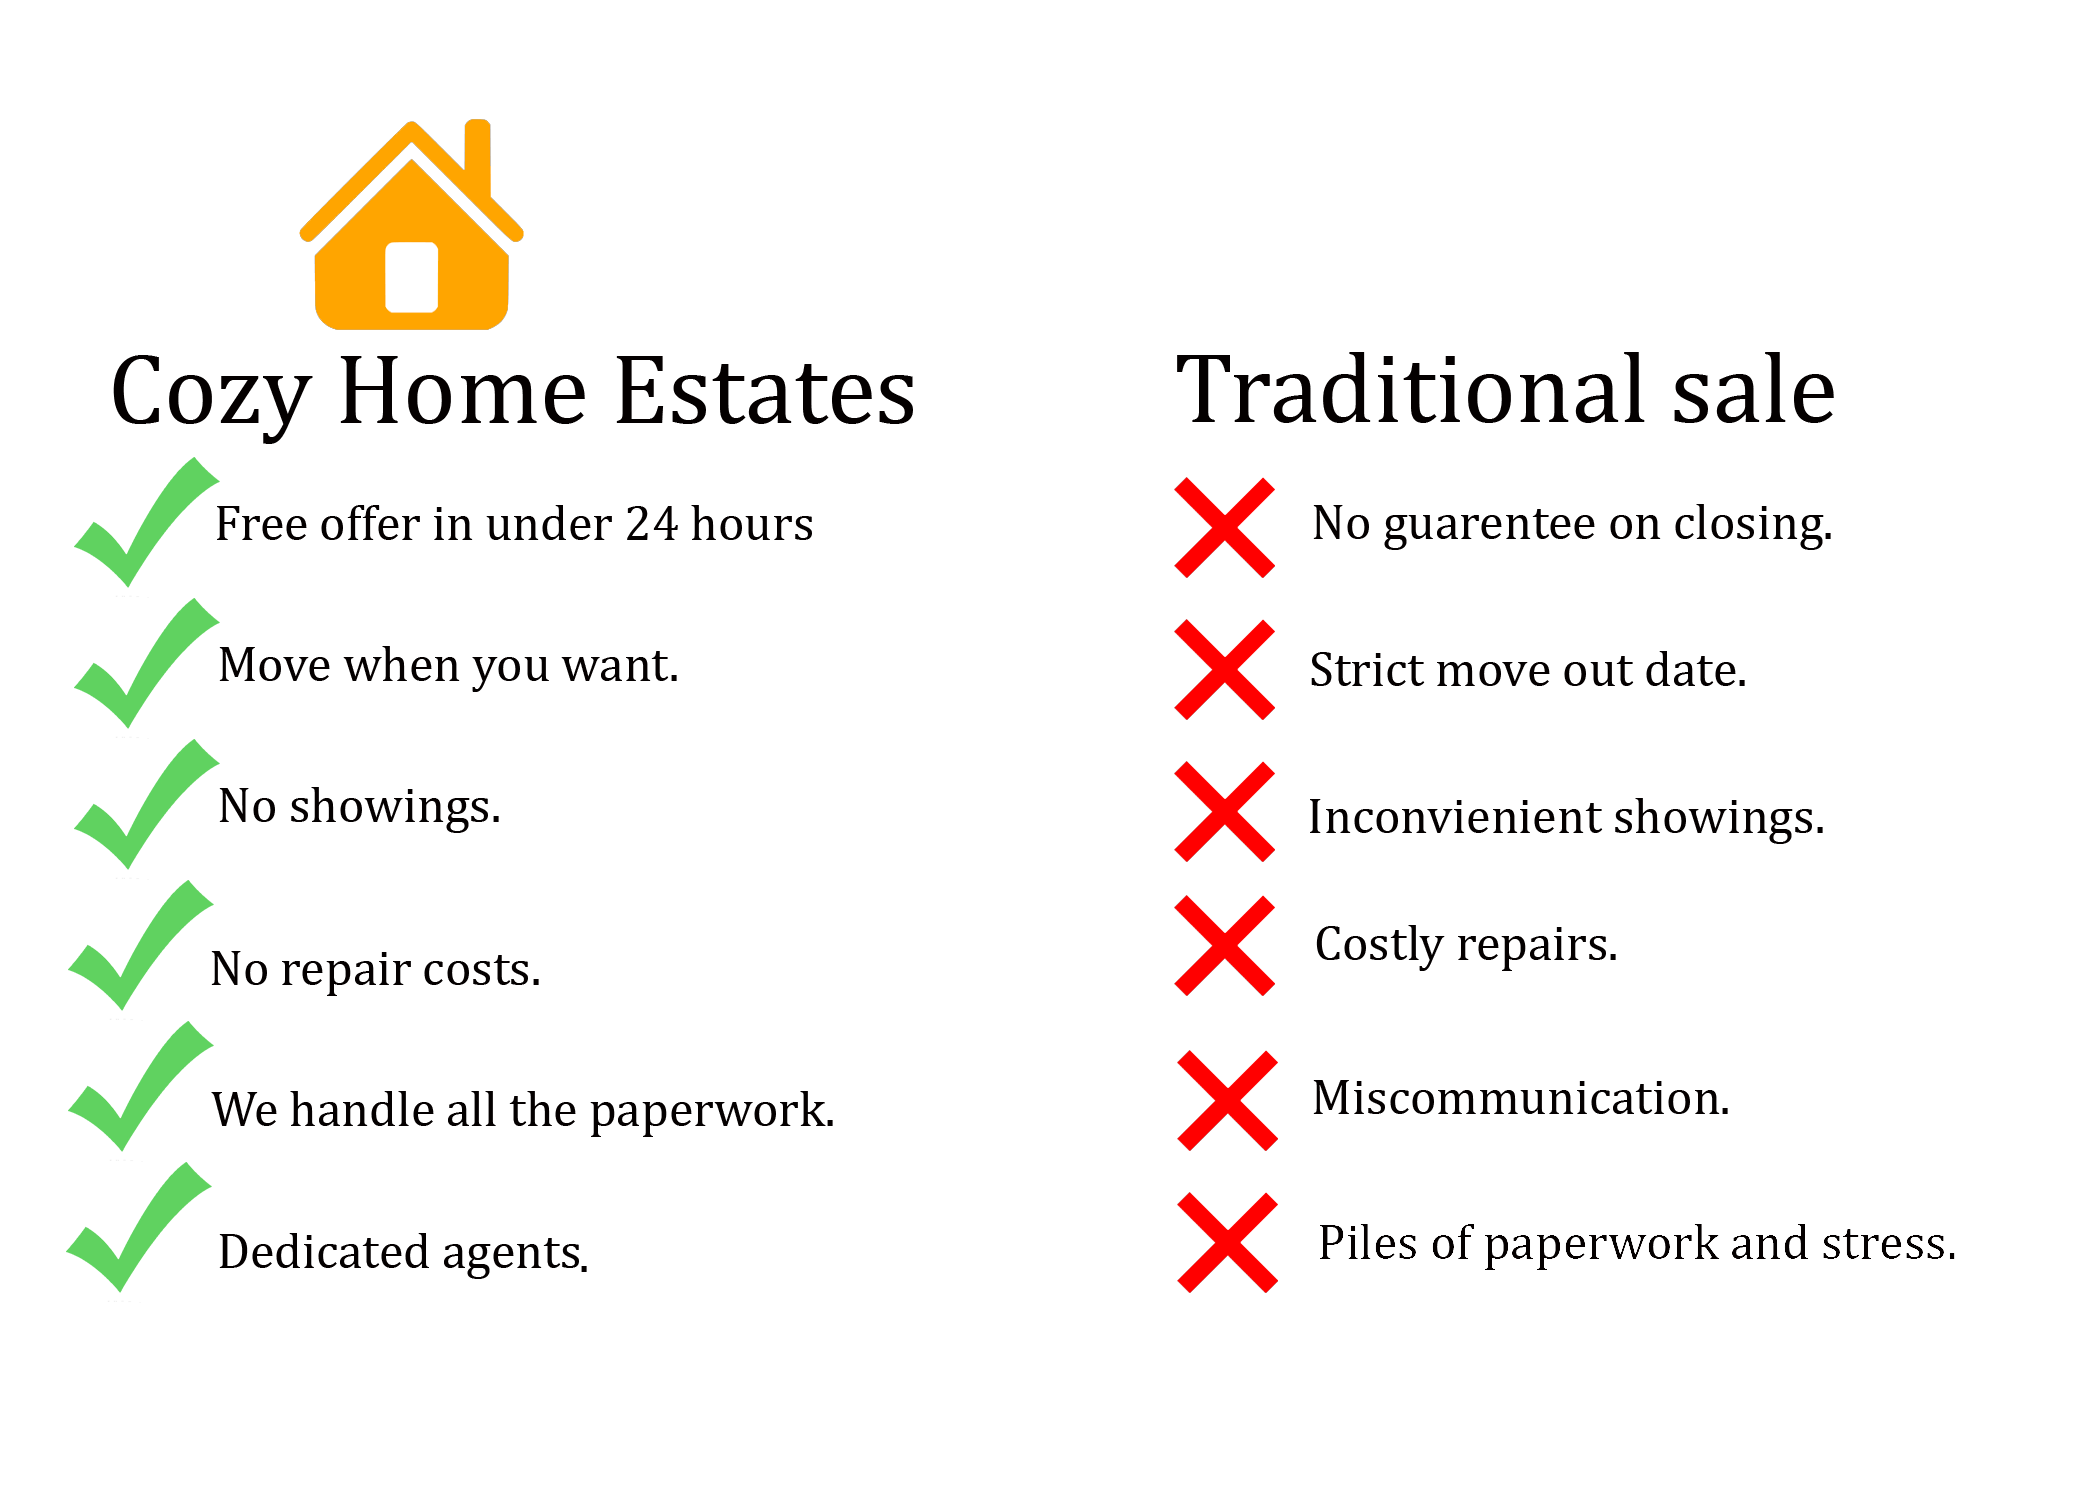 Cozy Home Estates
Free offer in under 24 hours
Move when you want.
No showings.
No repair costs.
We handle all the paperwork.
Dedicated agents.
Traditional sale
No guarentee on closing.
Strict move out date.
Inconvienient showings.
Costly repairs.
Miscommunication.
Piles of paperwork and stress.